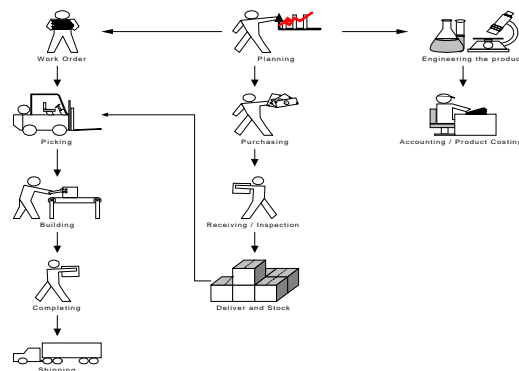 Work Order
Planning
Engineering the produc
Picking
Purchasing
Accounting / Product Costing
Building
Receiving / Inspection
Completing
Deliver and Stock
Shipping